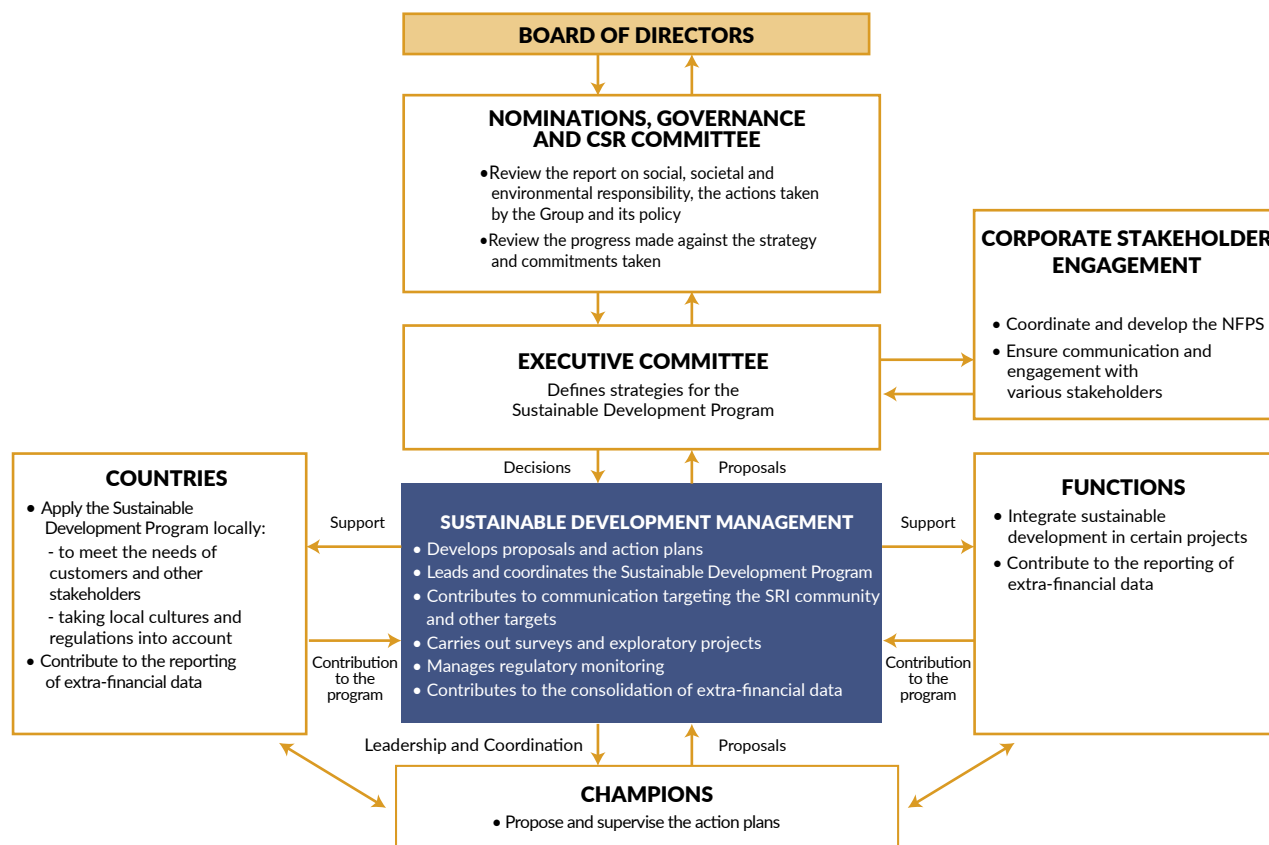 BOARD OF DIRECTORS
NOMINATIONS, GOVERNANCE
AND CSR COMMITTEE
•Review the report on social, societal and
environmental responsibility, the actions taken
by the Group and its policy
•Review the progress made against the strategy
and commitments taken
CORPORATE STAKEHOLDER
ENGAGEMENT
• Coordinate and develop the NFPS
• Ensure communication and
engagement with
various stakeholders
EXECUTIVE COMMITTEE
Defines strategies for the
Sustainable Development Program
Decisions
Proposals
COUNTRIES
• Apply the Sustainable
Development Program locally:
- to meet the needs of
customers and other
stakeholders
- taking local cultures and
regulations into account
• Contribute to the reporting
of extra-financial data
Support
Contribution
to the
program
SUSTAINABLE DEVELOPMENT MANAGEMENT
• Develops proposals and action plans
• Leads and coordinates the Sustainable Development Program
• Contributes to communication targeting the SRI community
and other targets
• Carries out surveys and exploratory projects
• Manages regulatory monitoring
• Contributes to the consolidation of extra-financial data
Support
Contribution
to the
program
FUNCTIONS
• Integrate sustainable
development in certain projects
• Contribute to the reporting of
extra-financial data
Leadership and Coordination
Proposals
CHAMPIONS
• Propose and supervise the action plans